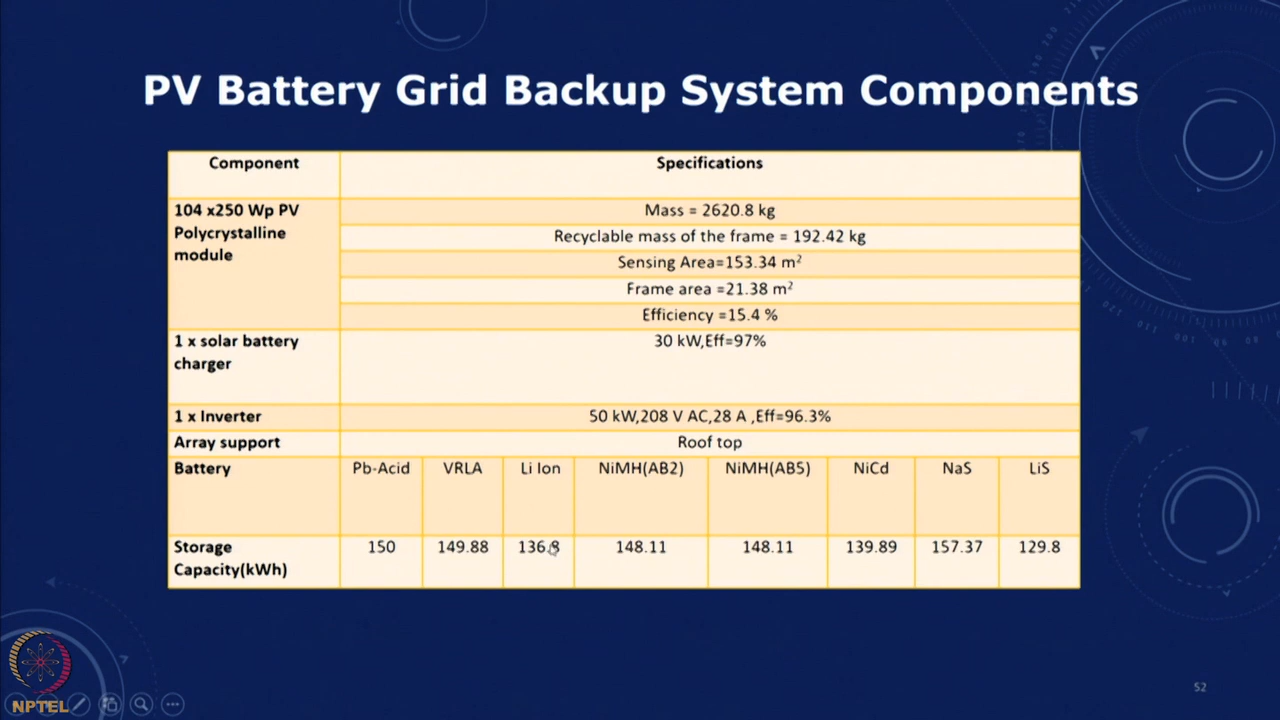 PV Battery Grid Backup System Components
Component Specifications
104 x250 Wp PV Polycrystalline module
Mass = 2620.8 kg
Recyclable mass of the frame = 192.42 kg
Sensing Area=153.34 m²
Frame area =21.38 m²
Efficiency =15.4 %
1 x solar battery charger
30 kW,Eff=97%
1 x Inverter 50 kW,208 V AC,28 A ,Eff=96.3%
Array support Roof top
Battery Pb-Acid VRLA Li Ion NiMH(AB2) NiMH(AB5) NiCd NaS LiS
Storage Capacity(kWh) 150 149.88 148.11 148.11 139.89 157.37 129.8
52
NPTEL